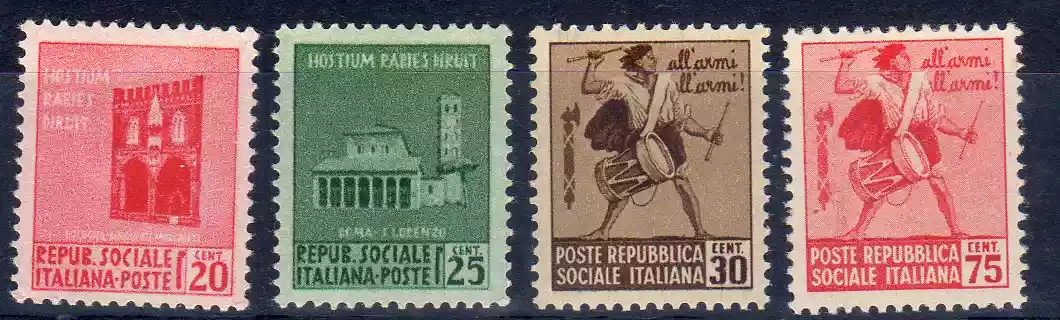 HOSTIUM
RABIES
DIRUIT
REPUB. SOCIALE
ITALIANA-POSTE
CENT.
20
HOSTIUM RABIES DIRUIT
ROMA-S. LORENZO
REPUB. SOCIALE
ITALIANA-POSTE
CENT.
25
all'armi
all'armi!
POSTE REPUBBLICA
SOCIALE ITALIANA
CENT.
30
all'armi
all'armi!
POSTE REPUBBLICA
SOCIALE ITALIANA
CENT.
75